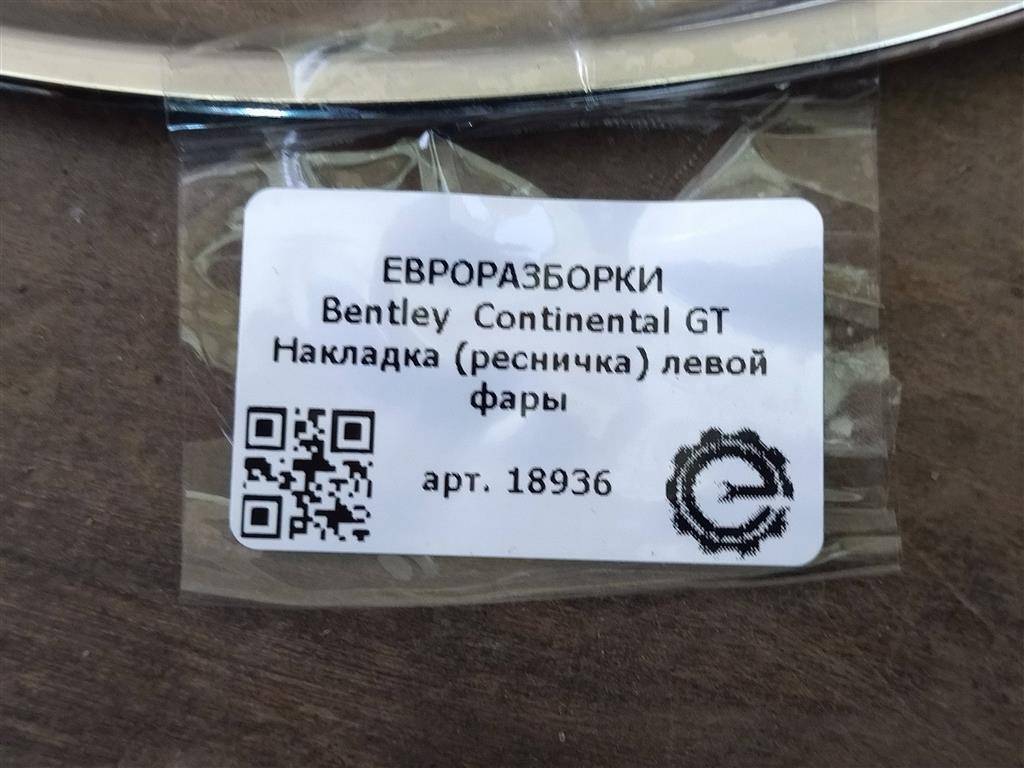 ЕВРОРАЗБОРКИ
Bentley Continental GT
Накладка (ресничка) левой
фары
арт. 18936